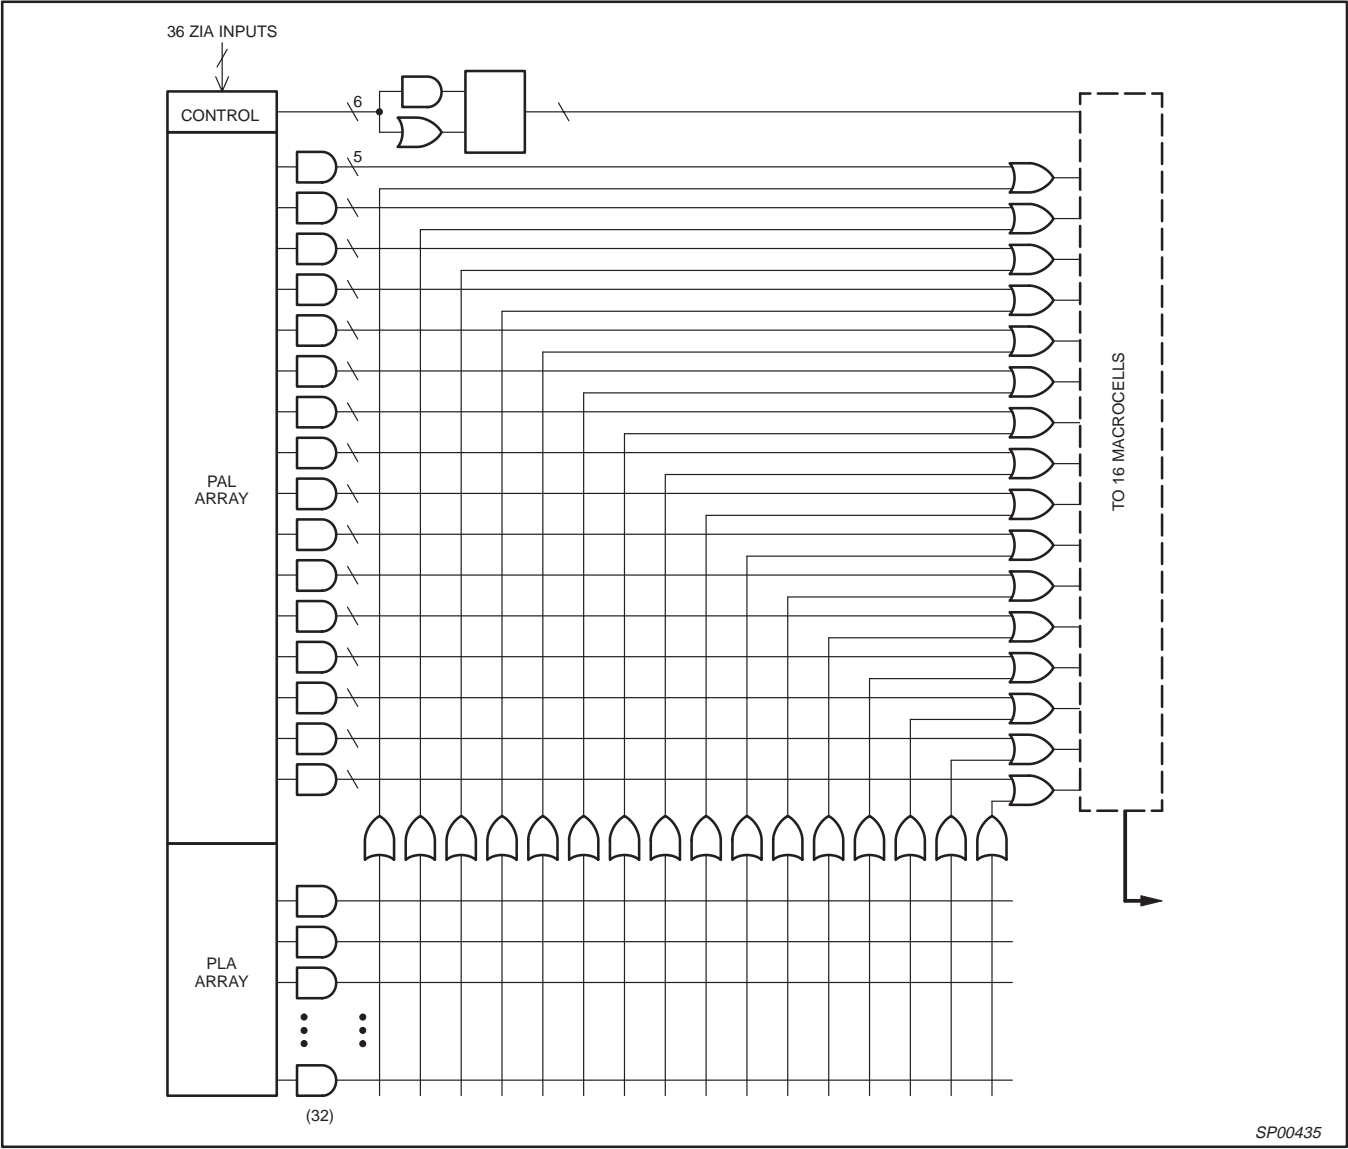 36 ZIA INPUTS
CONTROL
6
5
PAL
ARRAY
TO 16 MACROCELLS
PLA
ARRAY
(32)
SP00435